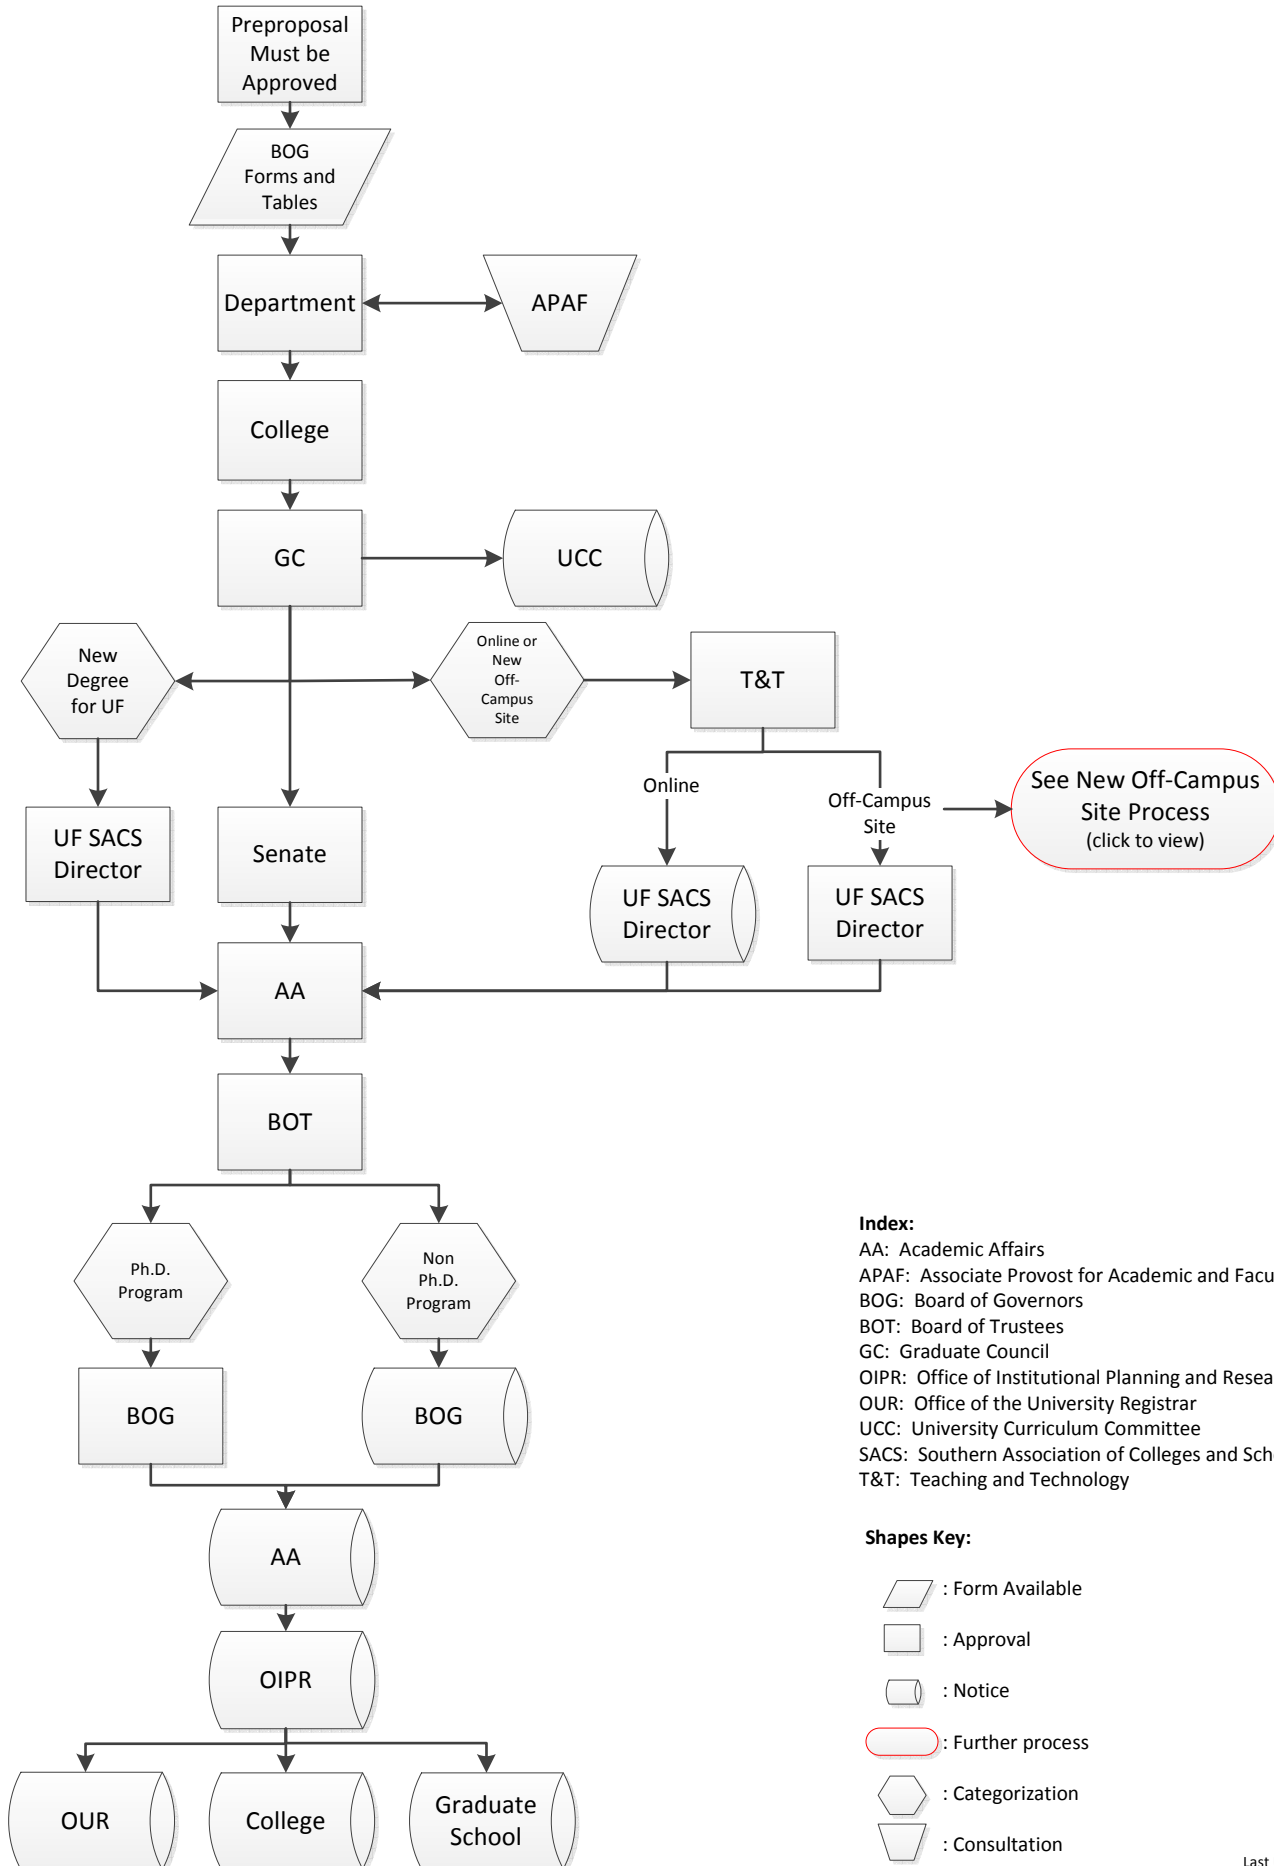 Preproposal
Must be
Approved
BOG
Forms and
Tables
Department
APAF
College
GC
UCC
New
Degree
for UF
Online or
New
Off-
Campus
Site
T&T
Online
Off-Campus
Site
See New Off-Campus
Site Process
(click to view)
UF SACS
Director
Senate
UF SACS
Director
UF SACS
Director
AA
BOT
Ph.D.
Program
Non
Ph.D.
Program
BOG
BOG
AA
OIPR
OUR
College
Graduate
School
Index:
AA: Academic Affairs
APAF: Associate Provost for Academic and Facu
BOG: Board of Governors
BOT: Board of Trustees
GC: Graduate Council
OIPR: Office of Institutional Planning and Resea
OUR: Office of the University Registrar
UCC: University Curriculum Committee
SACS: Southern Association of Colleges and Sch
T&T: Teaching and Technology
Shapes Key:
: Form Available
: Approval
: Notice
: Further process
: Categorization
: Consultation
Last